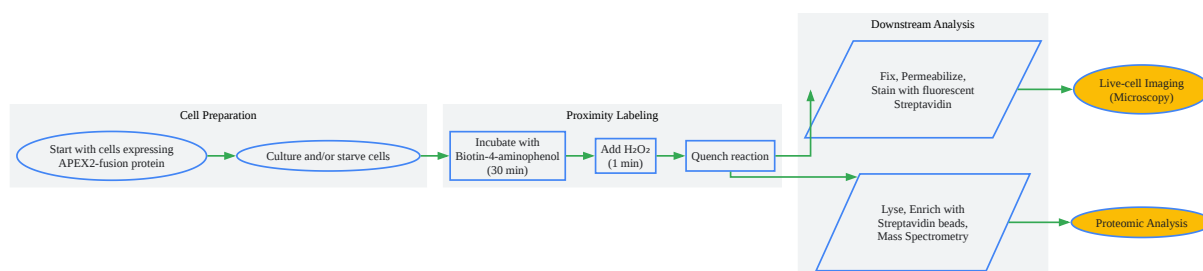 Cell Preparation
Start with cells expressing
APEX2-fusion protein
Culture and/or starve cells
Proximity Labeling
Incubate with
Biotin-4-aminophenol
(30 min)
Add H₂O₂
(1 min)
Quench reaction
Downstream Analysis
Fix, Permeabilize,
Stain with fluorescent
Streptavidin
Lyse, Enrich with
Streptavidin beads,
Mass Spectrometry
Live-cell Imaging
(Microscopy)
Proteomic Analysis